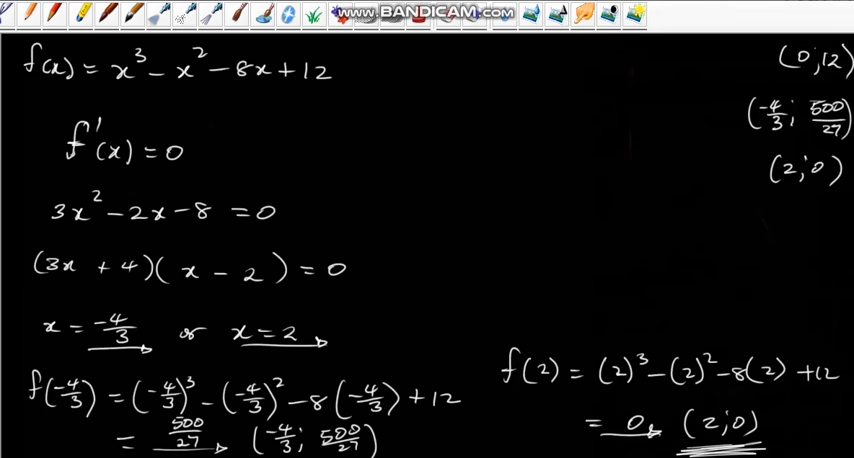 www.BANDICAM.com
f(x) = x³ - x² - 8x + 12
(0;12)
(-4/3; 500/27)
(2;0)
f'(x) = 0
3x² - 2x - 8 = 0
(3x + 4)(x - 2) = 0
x = -4/3 or x = 2
f(-4/3) = (-4/3)³ - (-4/3)² - 8(-4/3) + 12
= 500/27 (-4/3; 500/27)
f(2) = (2)³ - (2)² - 8(2) + 12
= 0 (2;0)